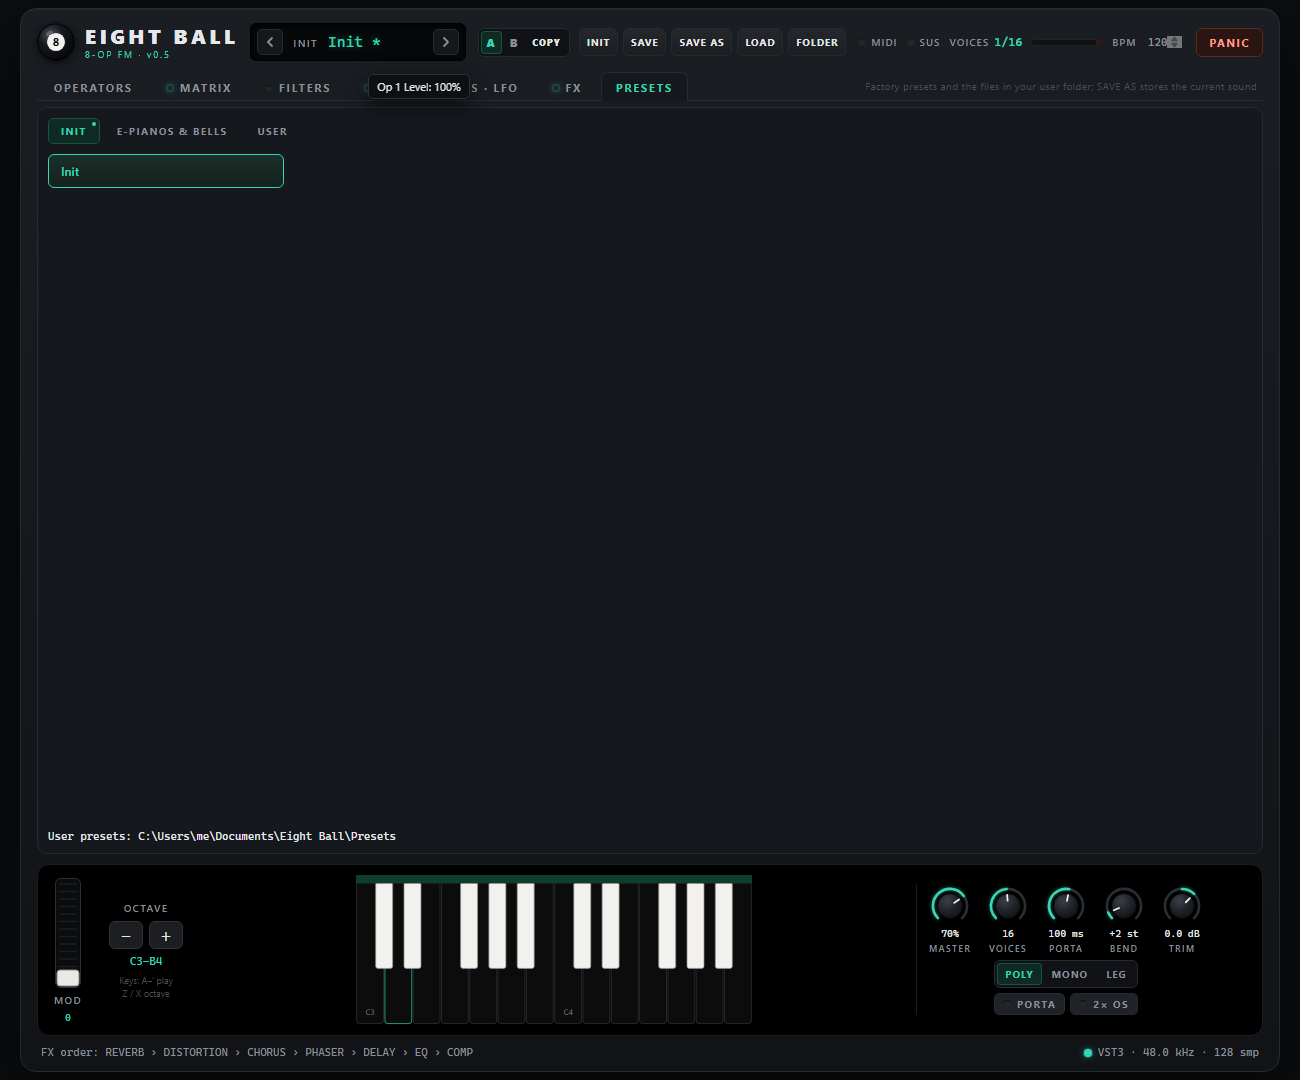 8 EIGHT BALL
8-OP FM · v0.5
INIT Init *
A B COPY INIT SAVE SAVE AS LOAD FOLDER MIDI SUS VOICES 1/16 BPM 120 PANIC
OPERATORS MATRIX FILTERS S · LFO FX PRESETS
Op 1 Level: 100%
Factory presets and the files in your user folder; SAVE AS stores the current sound
INIT E-PIANOS & BELLS USER
Init
User presets: C:\Users\me\Documents\Eight Ball\Presets
OCTAVE
− +
C3–B4
Keys: A–' play
Z / X octave
MOD
0
C3 C4
70% 16 100 ms +2 st 0.0 dB
MASTER VOICES PORTA BEND TRIM
POLY MONO LEG
PORTA 2× OS
FX order: REVERB › DISTORTION › CHORUS › PHASER › DELAY › EQ › COMP
VST3 · 48.0 kHz · 128 smp